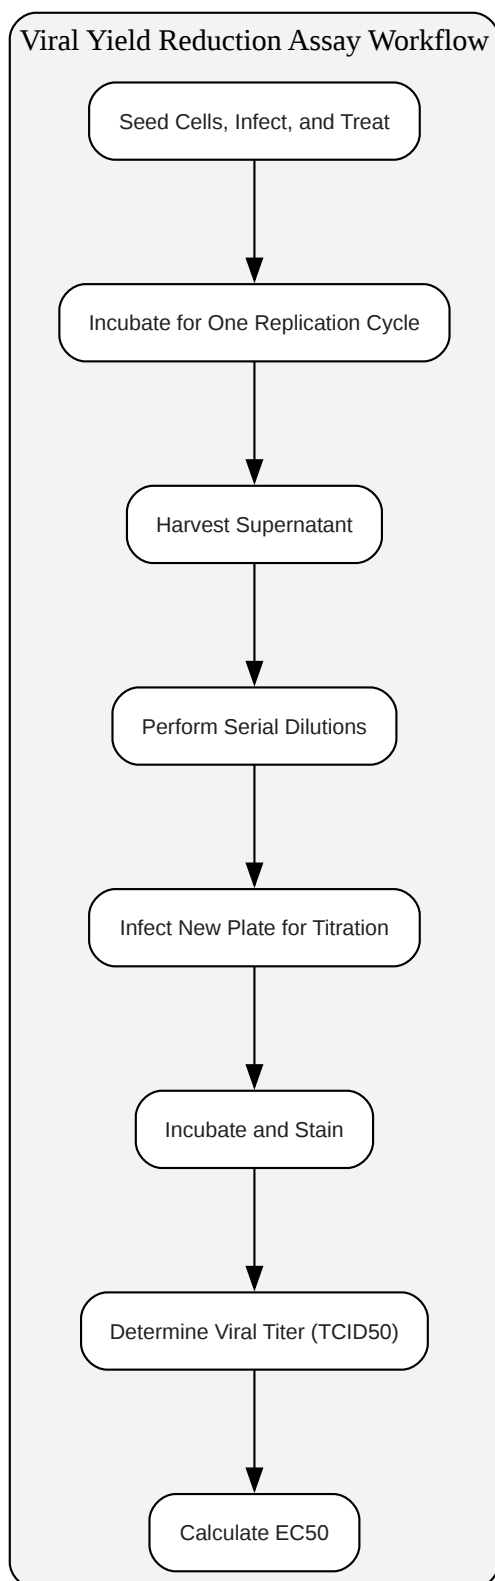 Viral Yield Reduction Assay Workflow
Seed Cells, Infect, and Treat
Incubate for One Replication Cycle
Harvest Supernatant
Perform Serial Dilutions
Infect New Plate for Titration
Incubate and Stain
Determine Viral Titer (TCID50)
Calculate EC50